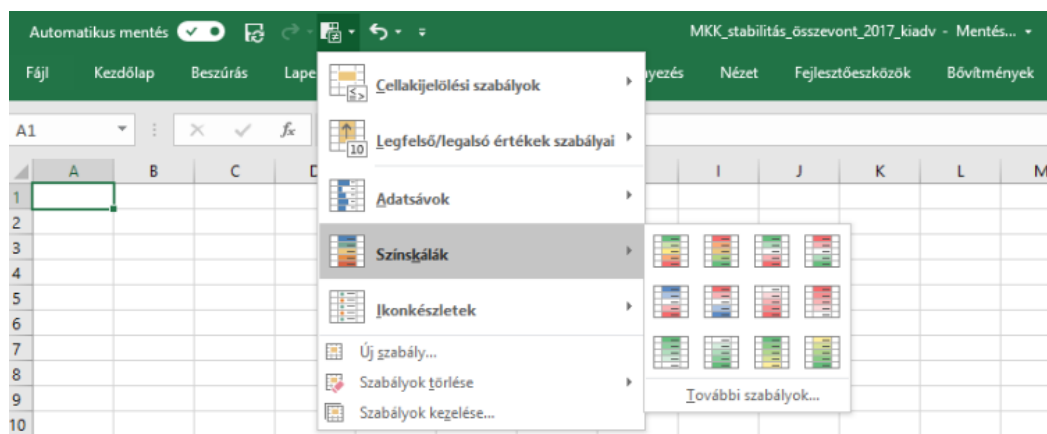 Automatikus mentés
MKK_stabilitás_összevont_2017_kiadv - Mentés...
Fájl Kezdőlap Beszúrás Lape Nézet Fejlesztőeszközök Bővítmények
Cellakijelölési szabályok
A1 fx
10 Legfelső/legalsó értékek szabályai
A B C D I J K L M
1
Adatsávok
2
3
Színskálák
4
5
Ikonkészletek
6
7
Új szabály...
8
Szabályok törlése
További szabályok...
9
Szabályok kezelése...
10